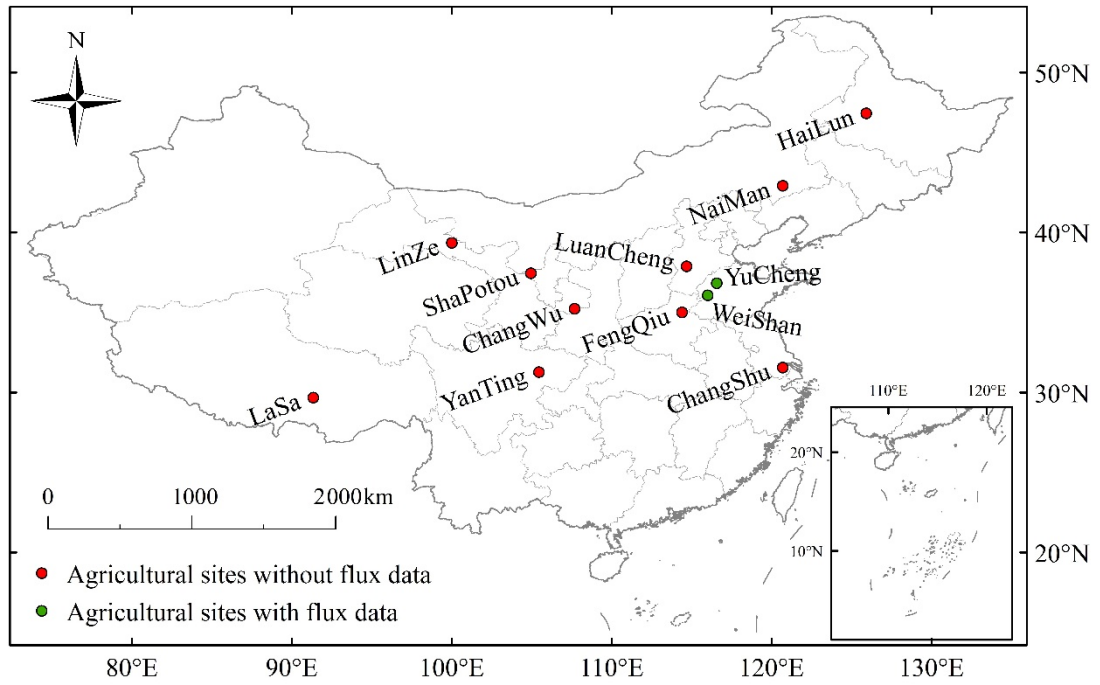 N
50°N
HaiLun
NaiMan
40°N
LinZe
LuanCheng
ShaPotou
YuCheng
ChangWu
FengQiu
WeiShan
YanTing
ChangShu
LaSa
30°N
110°E 120°E
20°N
10°N
0 1000 2000km
20°N
Agricultural sites without flux data
Agricultural sites with flux data
80°E 90°E 100°E 110°E 120°E 130°E